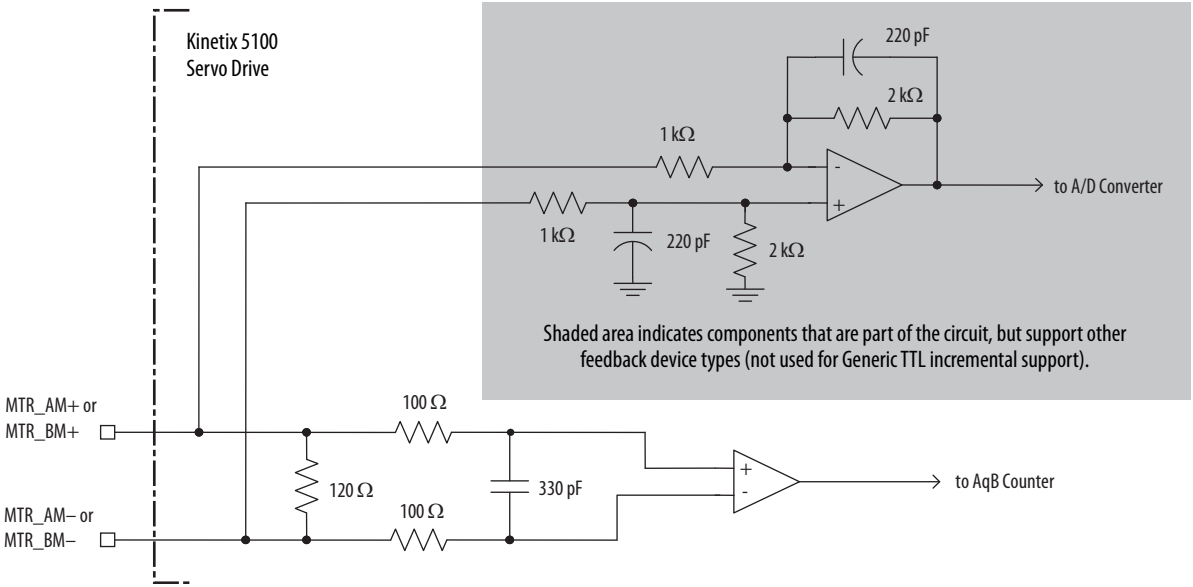 Kinetix 5100
Servo Drive
220 pF
2 kΩ
1 kΩ
-
+
to A/D Converter
1 kΩ
220 pF
2 kΩ
Shaded area indicates components that are part of the circuit, but support other
feedback device types (not used for Generic TTL incremental support).
MTR_AM+ or
MTR_BM+
100 Ω
120 Ω
330 pF
+
-
to AqB Counter
MTR_AM– or
MTR_BM–
100 Ω